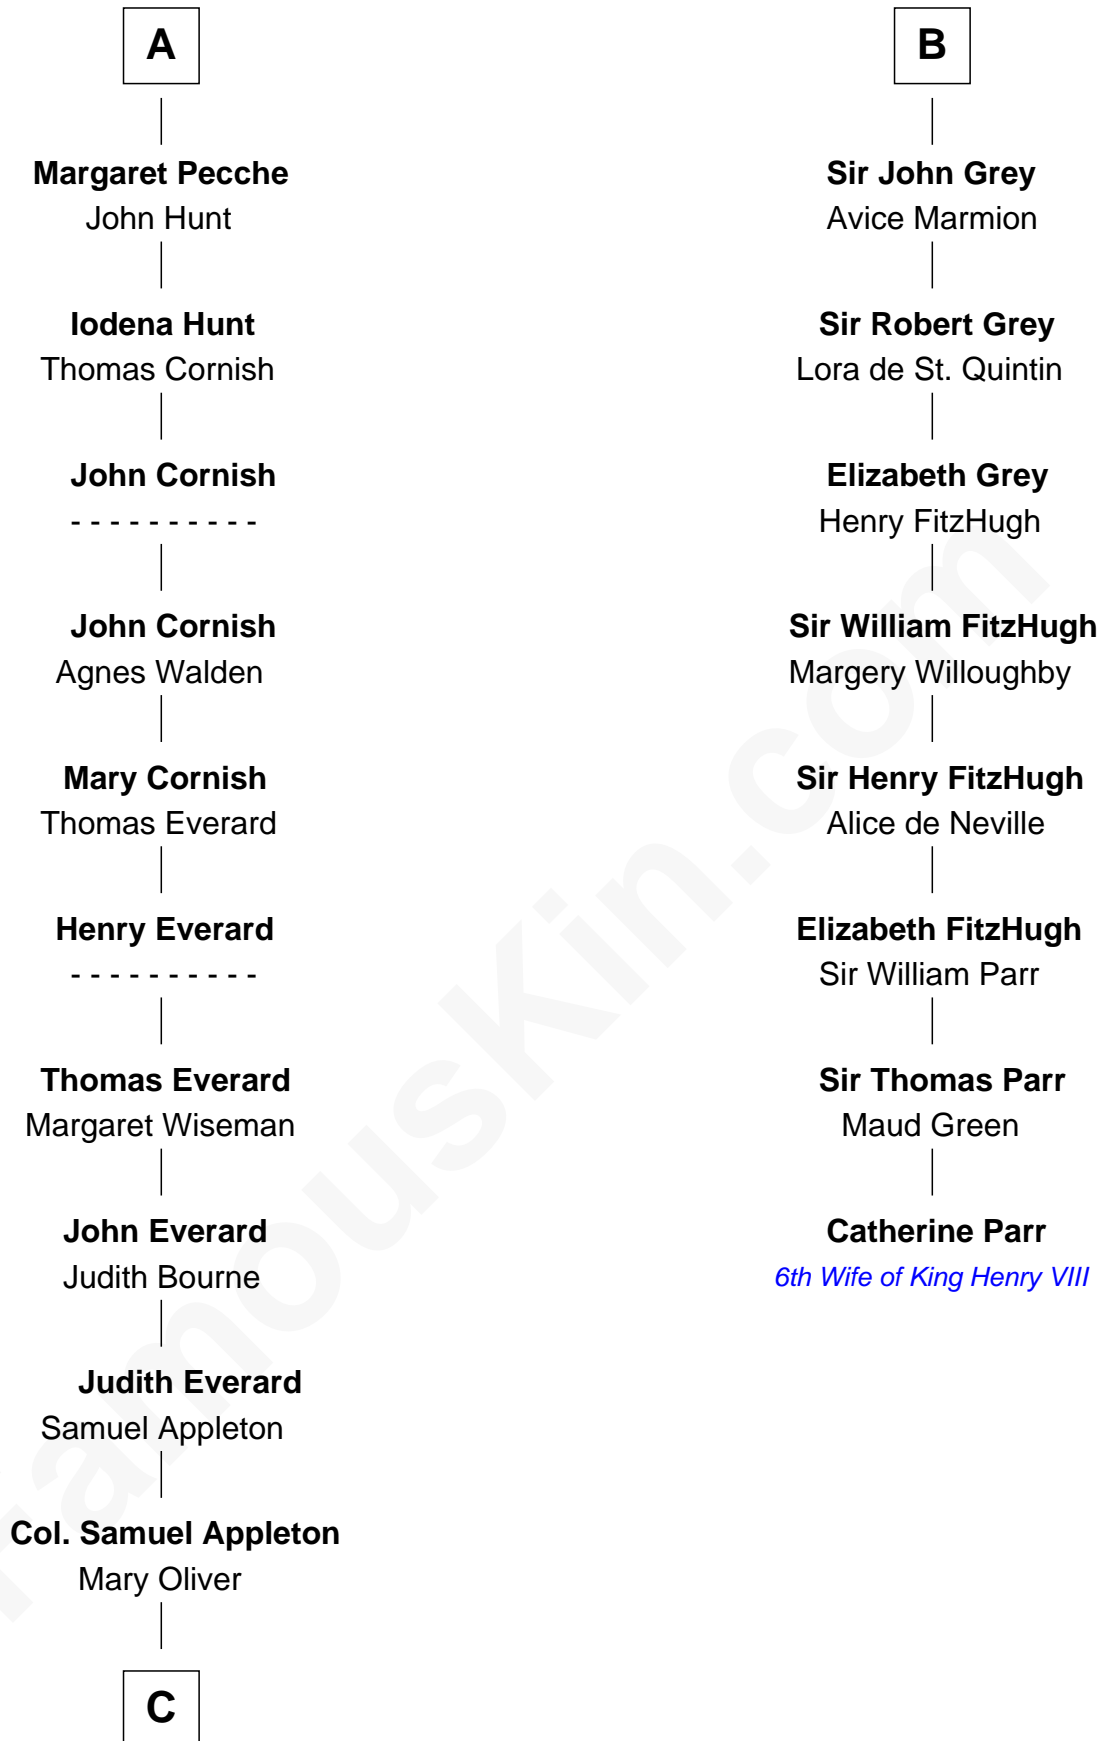 A
Margaret Pecche
John Hunt
Iodena Hunt
Thomas Cornish
John Cornish
- - - - - - - - - -
John Cornish
Agnes Walden
Mary Cornish
Thomas Everard
Henry Everard
- - - - - - - - - -
Thomas Everard
Margaret Wiseman
John Everard
Judith Bourne
Judith Everard
Samuel Appleton
Col. Samuel Appleton
Mary Oliver
C
B
Sir John Grey
Avice Marmion
Sir Robert Grey
Lora de St. Quintin
Elizabeth Grey
Henry FitzHugh
Sir William FitzHugh
Margery Willoughby
Sir Henry FitzHugh
Alice de Neville
Elizabeth FitzHugh
Sir William Parr
Sir Thomas Parr
Maud Green
Catherine Parr
6th Wife of King Henry VIII
FamousKin.com